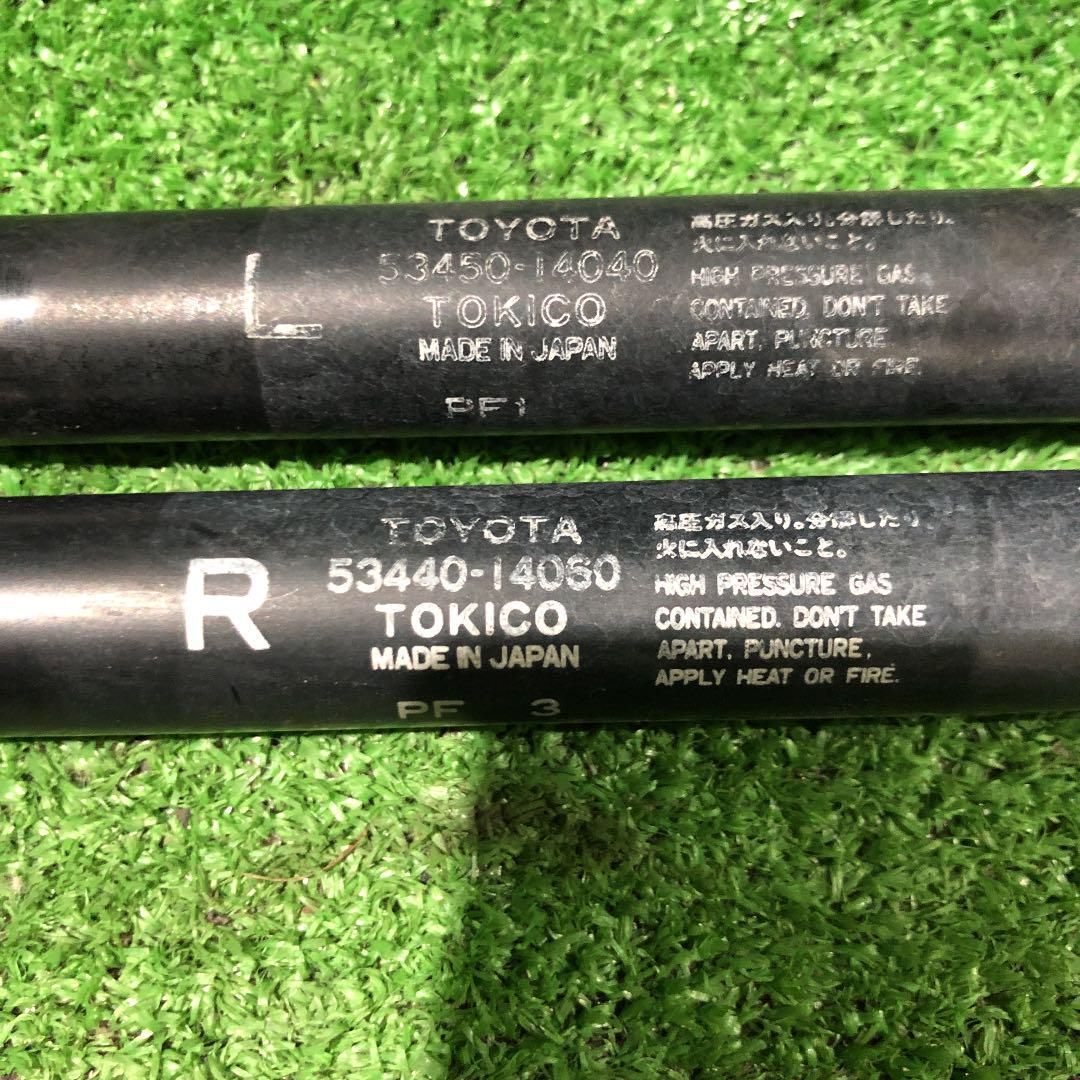 TOYOTA
L
53450-14040
TOKICO
MADE IN JAPAN
PF1
高圧ガス入り。分解したり、
火に入れないこと。
HIGH PRESSURE GAS
CONTAINED. DON'T TAKE
APART, PUNCTURE
APPLY HEAT OR FIRE.
TOYOTA
R
53440-14060
TOKICO
MADE IN JAPAN
PF 3
高圧ガス入り。分解したり
火に入れないこと。
HIGH PRESSURE GAS
CONTAINED. DON'T TAKE
APART, PUNCTURE,
APPLY HEAT OR FIRE.